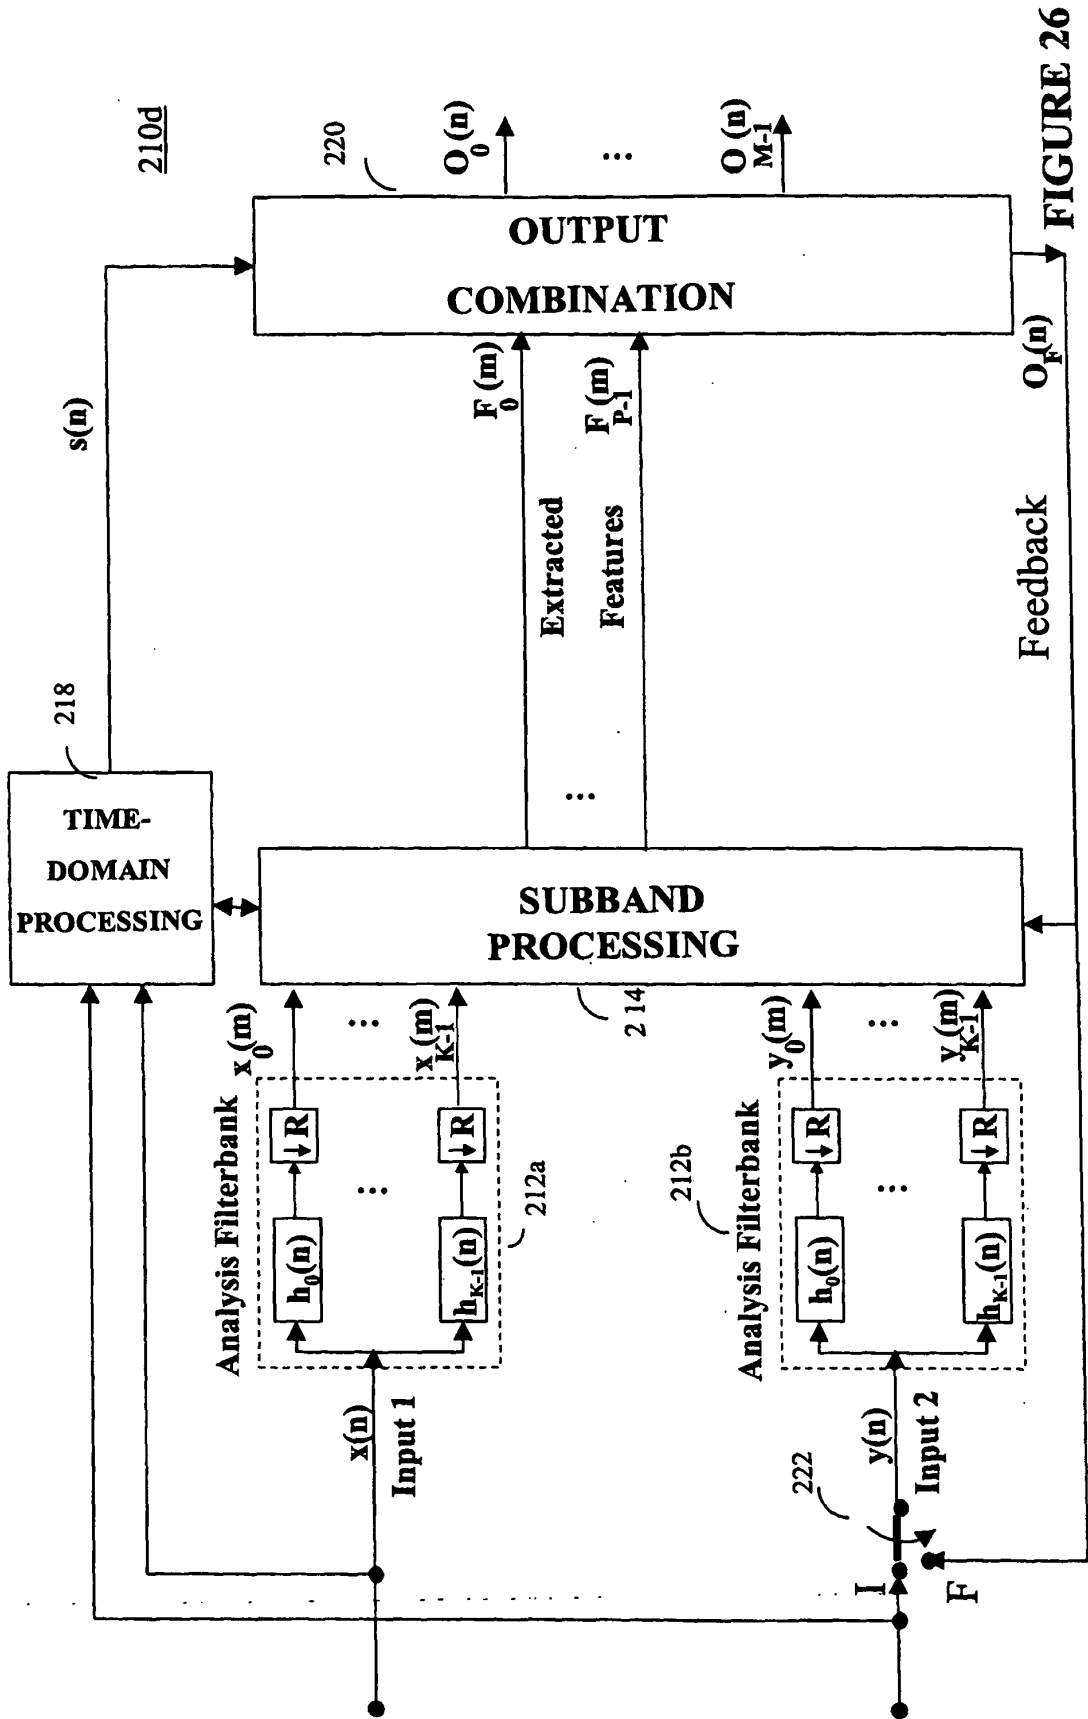 210d
218
TIME-
DOMAIN
PROCESSING
s(n)
220
OUTPUT
COMBINATION
O0(n)
...
OM-1(n)
F0(m)
FP-1(m)
Extracted
Features
...
SUBBAND
PROCESSING
214
Analysis Filterbank
x(n)
Input 1
h0(n)
↓R
x0(m)
...
...
hK-1(n)
↓R
xK-1(m)
212a
Analysis Filterbank
212b
y(n)
Input 2
h0(n)
↓R
y0(m)
...
...
hK-1(n)
↓R
yK-1(m)
222
I
F
Feedback
OF(n)
FIGURE 26